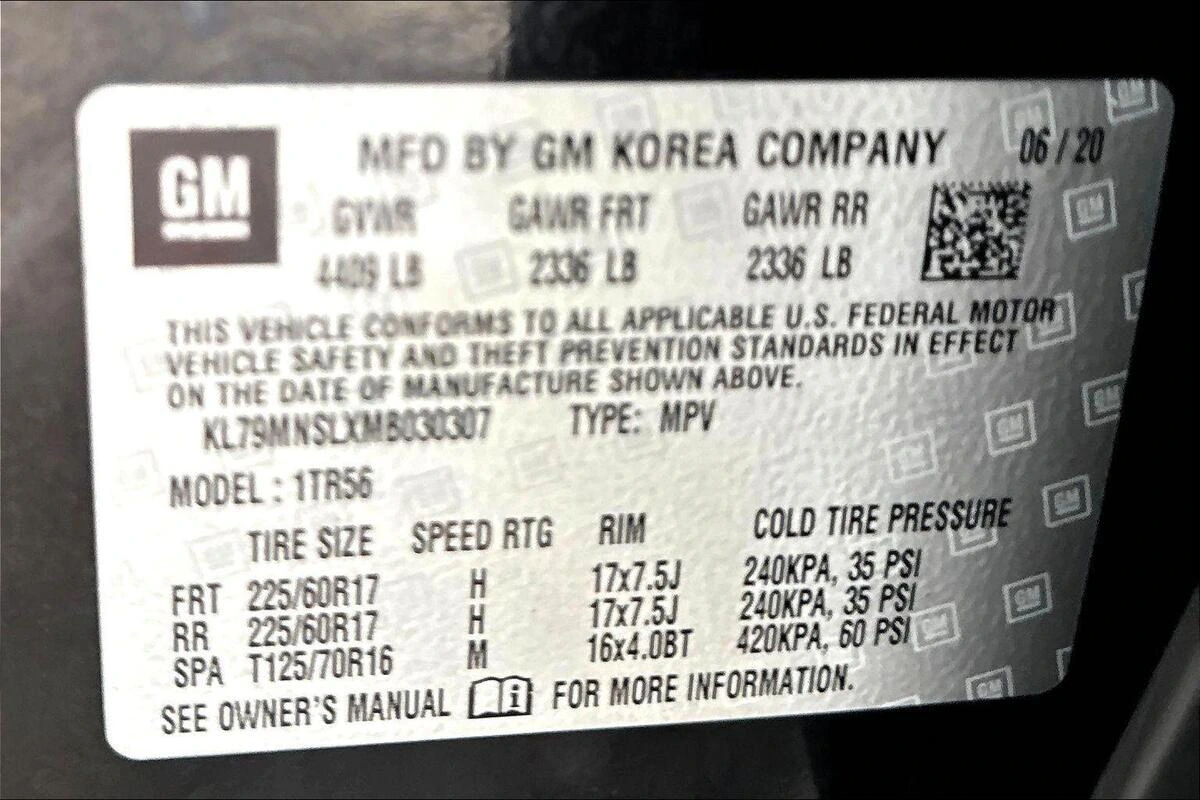 GM
MFD BY GM KOREA COMPANY 06/20
GVWR GAWR FRT GAWR RR
4409 LB 2336 LB 2336 LB
THIS VEHICLE CONFORMS TO ALL APPLICABLE U.S. FEDERAL MOTOR
VEHICLE SAFETY AND THEFT PREVENTION STANDARDS IN EFFECT
ON THE DATE OF MANUFACTURE SHOWN ABOVE.
KL79MNSLXMB030307 TYPE: MPV
MODEL : 1TR56
TIRE SIZE SPEED RTG RIM COLD TIRE PRESSURE
FRT 225/60R17 H 17x7.5J 240KPA, 35 PSI
RR 225/60R17 H 17x7.5J 240KPA, 35 PSI
SPA T125/70R16 M 16x4.0BT 420KPA, 60 PSI
SEE OWNER'S MANUAL i FOR MORE INFORMATION.